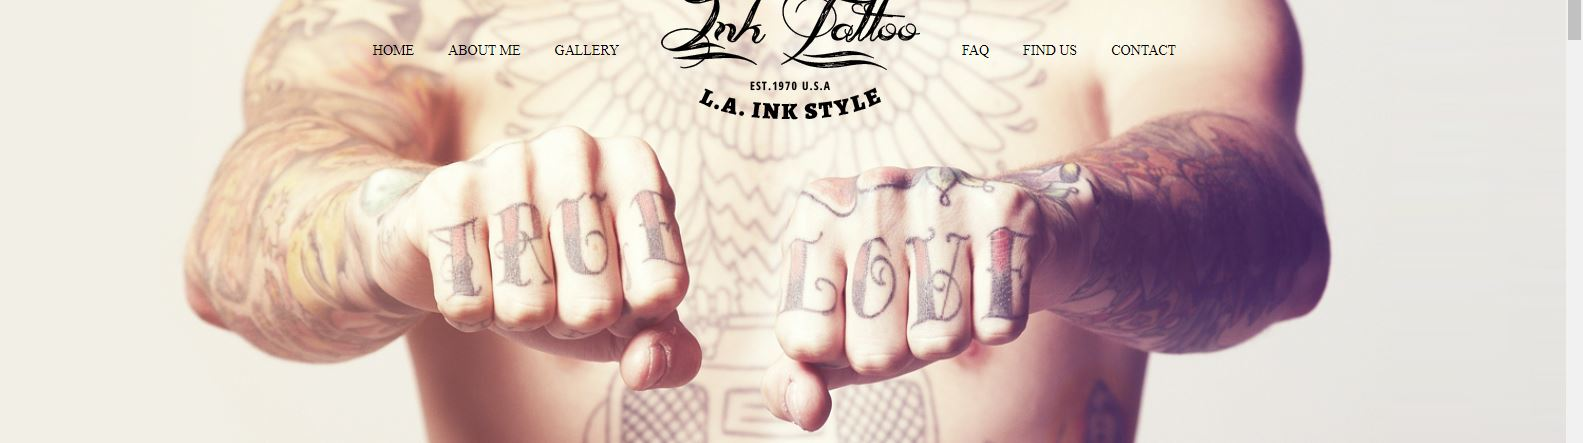 Ink Tattoo
HOME ABOUT ME GALLERY FAQ FIND US CONTACT
EST.1970 U.S.A
L.A. INK STYLE
TRUE LOVE